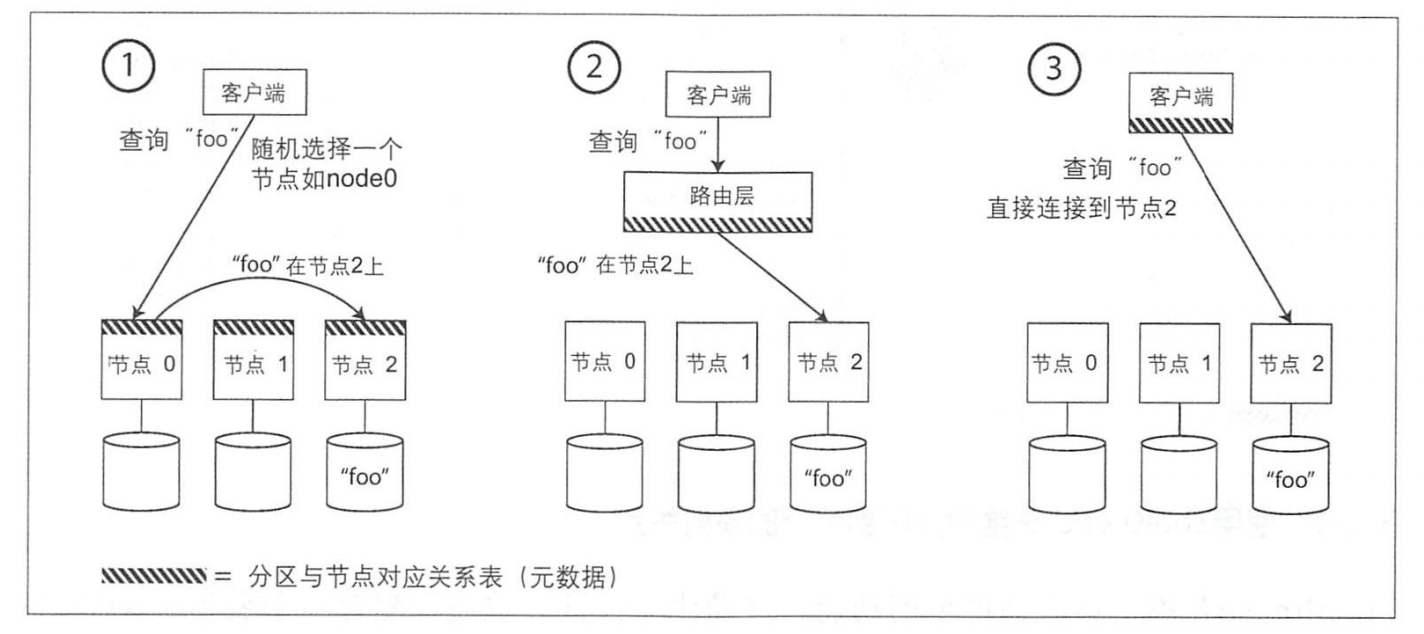 1
客户端
查询 “foo”
随机选择一个
节点如node0
“foo” 在节点2上
节点 0
节点 1
节点 2
“foo”
2
客户端
查询 “foo”
路由层
“foo” 在节点2上
节点 0
节点 1
节点 2
“foo”
3
客户端
查询 “foo”
直接连接到节点2
节点 0
节点 1
节点 2
“foo”
= 分区与节点对应关系表（元数据）